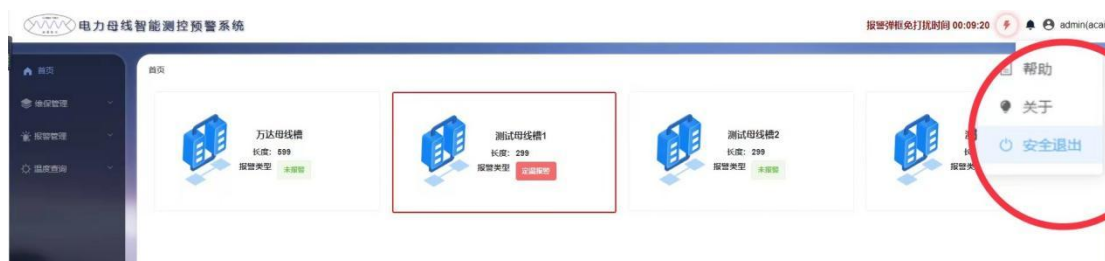 电力母线智能测控预警系统
报警弹框免打扰时间 00:09:20
admin(acar
首页
维保管理
报警管理
温度查询
首页
万达母线槽
长度: 599
报警类型 未报警
测试母线槽1
长度: 299
报警类型 定温报警
测试母线槽2
长度: 299
报警类型 未报警
帮助
关于
安全退出